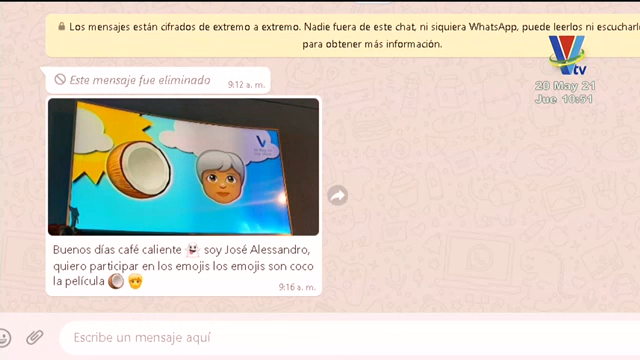 Los mensajes están cifrados de extremo a extremo. Nadie fuera de este chat, ni siquiera WhatsApp, puede leerlos ni escucharlo
para obtener más información.
Vtv
20 May 21
Jue 10:51
Este mensaje fue eliminado
9:12 a. m.
Buenos días café caliente soy José Alessandro,
quiero participar en los emojis los emojis son coco
la película
9:16 a. m.
Escribe un mensaje aquí